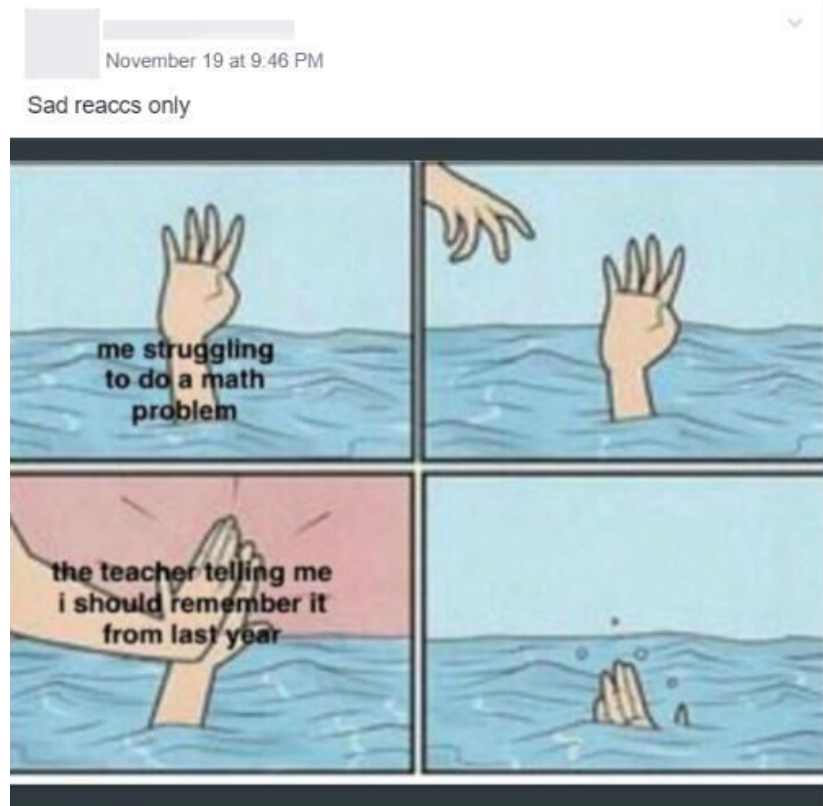 November 19 at 9:46 PM
Sad reaccs only
me struggling
to do a math
problem
the teacher telling me
i should remember it
from last year